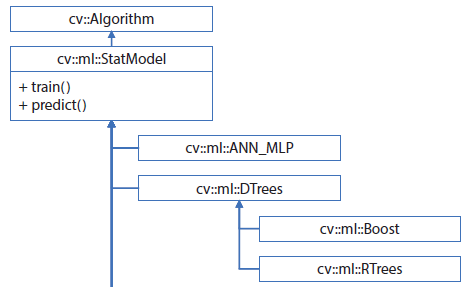 cv::Algorithm
cv::ml::StatModel
+ train()
+ predict()
cv::ml::ANN_MLP
cv::ml::DTrees
cv::ml::Boost
cv::ml::RTrees